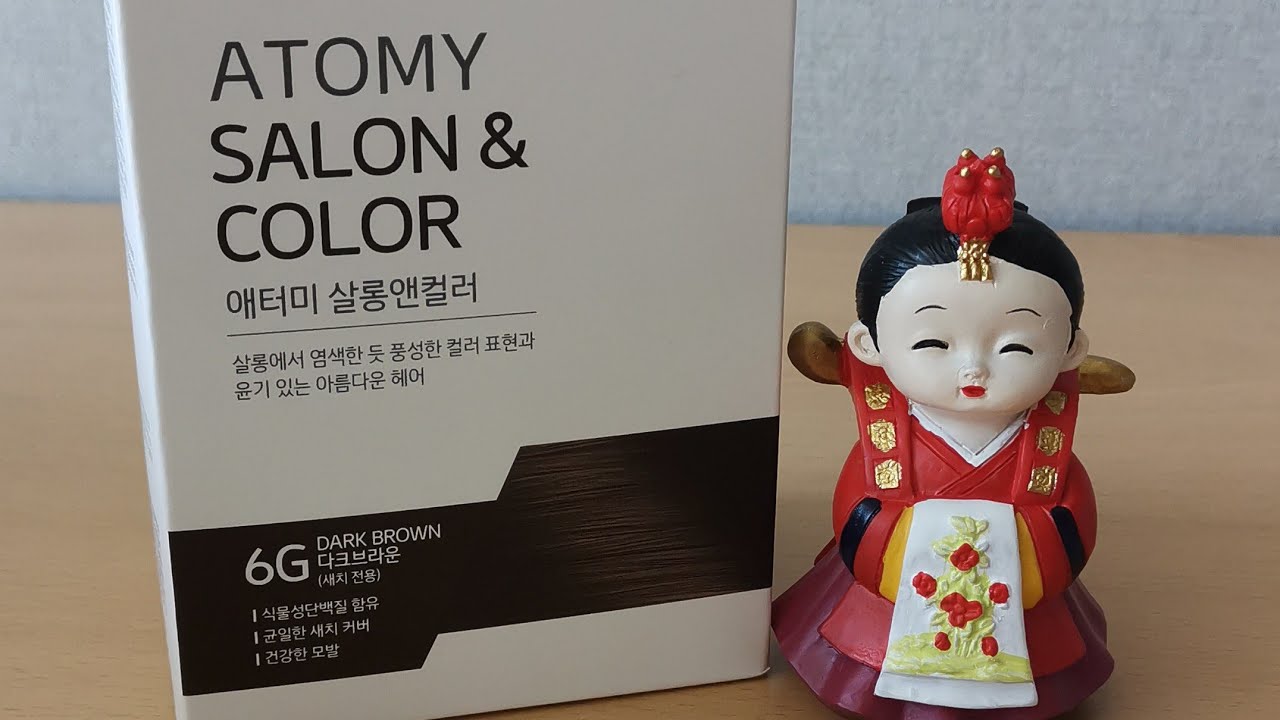 ATOMY
SALON &
COLOR
애터미 살롱앤컬러
살롱에서 염색한 듯 풍성한 컬러 표현과
윤기 있는 아름다운 헤어
6G DARK BROWN
다크브라운
(새치 전용)
식물성단백질 함유
균일한 새치 커버
건강한 모발